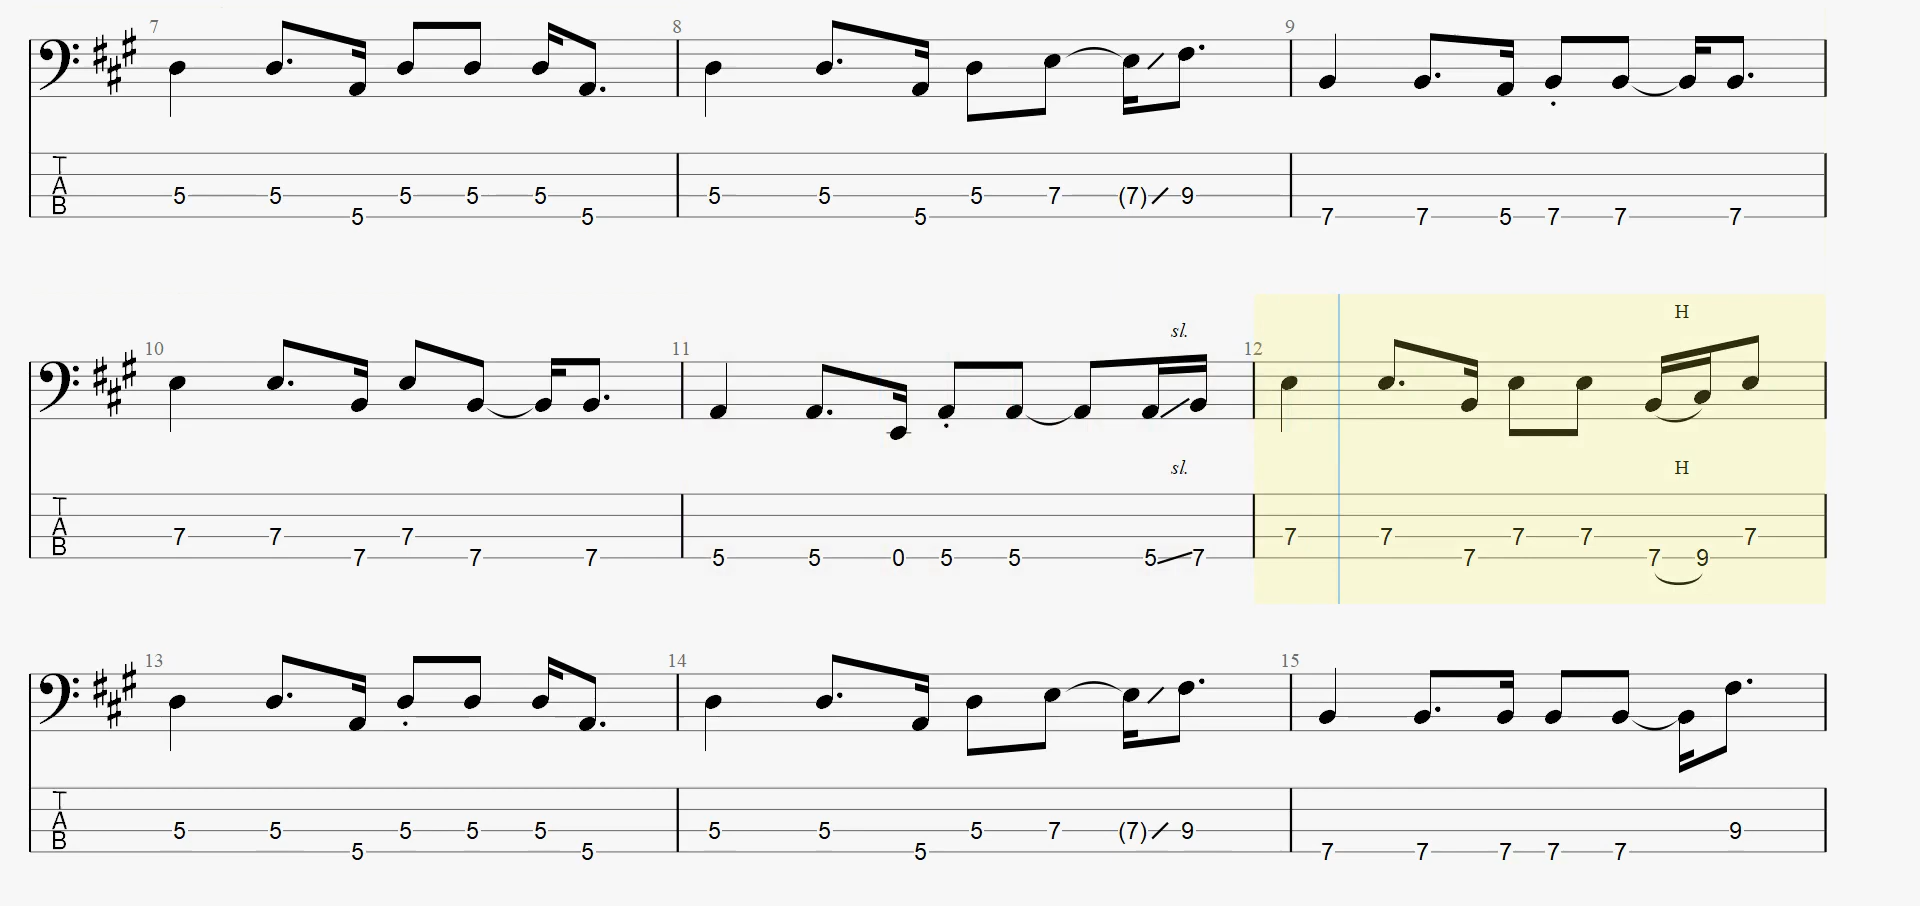 7 8 9
T A B 5 5 5 5 5 5 5 5 5 5 5 7 (7) 9 7 7 5 7 7 7
10 11 sl. 12 H
sl. H
T A B 7 7 7 7 7 7 5 5 0 5 5 5 7 7 7 7 7 7 7 9 7
13 14 15
T A B 5 5 5 5 5 5 5 5 5 5 5 7 (7) 9 7 7 7 7 7 9